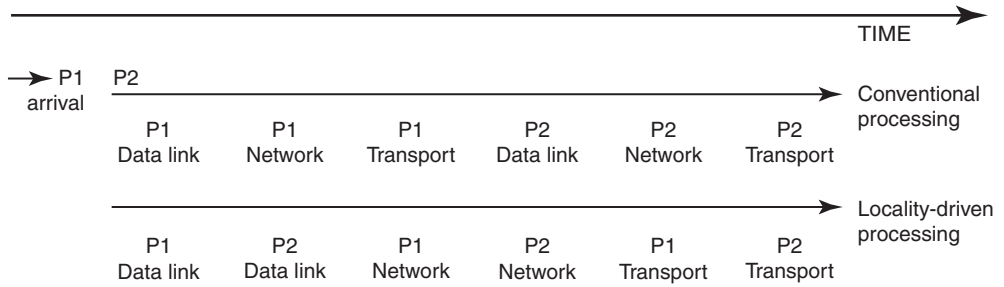 TIME
P1 P2
arrival
Conventional
processing
P1 P1 P1 P2 P2 P2
Data link Network Transport Data link Network Transport
Locality-driven
processing
P1 P2 P1 P2 P1 P2
Data link Data link Network Network Transport Transport